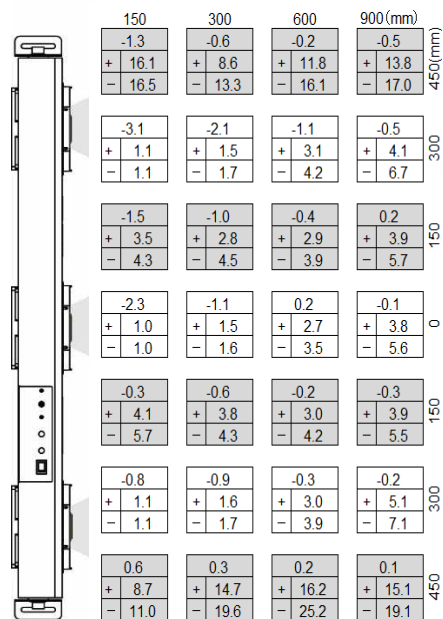 150 300 600 900(mm)
-1.3 -0.6 -0.2 -0.5 450(mm)
+ 16.1 + 8.6 + 11.8 + 13.8
− 16.5 − 13.3 − 16.1 − 17.0
-3.1 -2.1 -1.1 -0.5 300
+ 1.1 + 1.5 + 3.1 + 4.1
− 1.1 − 1.7 − 4.2 − 6.7
-1.5 -1.0 -0.4 0.2 150
+ 3.5 + 2.8 + 2.9 + 3.9
− 4.3 − 4.5 − 3.9 − 5.7
-2.3 -1.1 0.2 -0.1 0
+ 1.0 + 1.5 + 2.7 + 3.8
− 1.0 − 1.6 − 3.5 − 5.6
-0.3 -0.6 -0.2 -0.3 150
+ 4.1 + 3.8 + 3.0 + 3.9
− 5.7 − 4.3 − 4.2 − 5.5
-0.8 -0.9 -0.3 -0.2 300
+ 1.1 + 1.6 + 3.0 + 5.1
− 1.1 − 1.7 − 3.9 − 7.1
0.6 0.3 0.2 0.1 450
+ 8.7 + 14.7 + 16.2 + 15.1
− 11.0 − 19.6 − 25.2 − 19.1